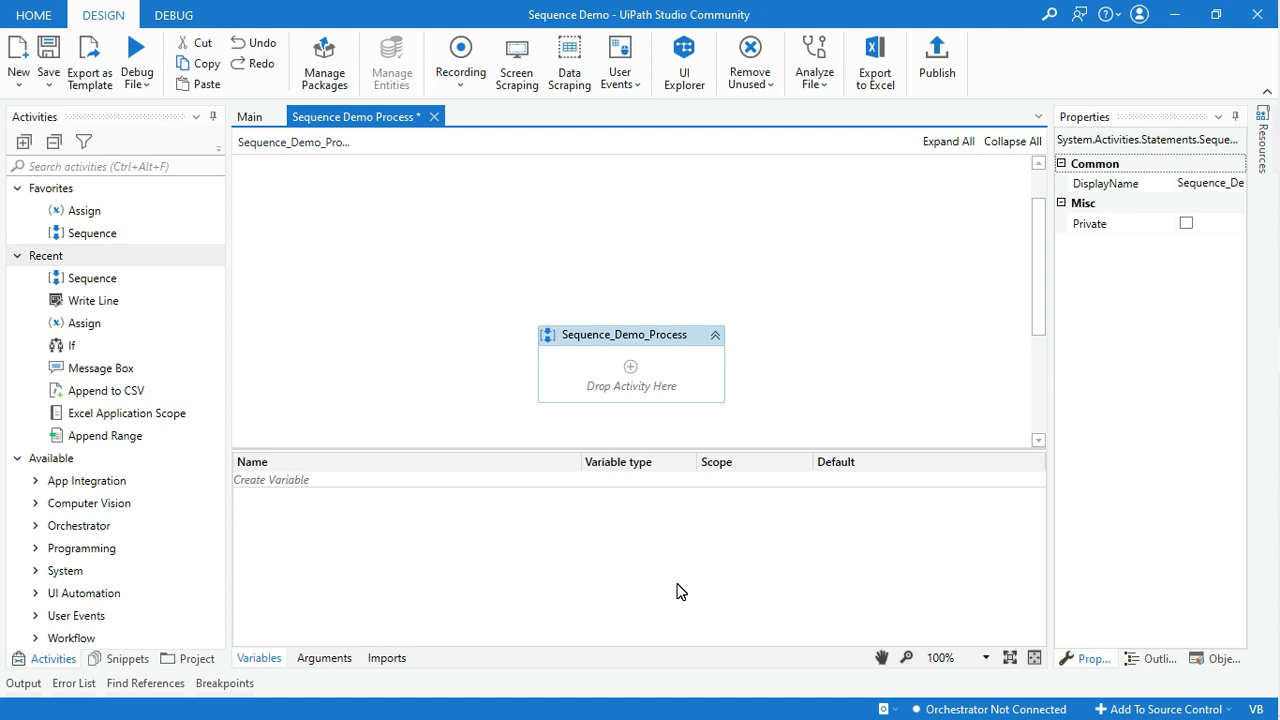 HOME DESIGN DEBUG
Sequence Demo - UiPath Studio Community
New
Save
Export as Template
Debug File
Cut
Copy
Paste
Undo
Redo
Manage Packages
Manage Entities
Recording
Screen Scraping
Data Scraping
User Events
UI Explorer
Remove Unused
Analyze File
Export to Excel
Publish
Activities
Search activities (Ctrl+Alt+F)
Favorites
Assign
Sequence
Recent
Sequence
Write Line
Assign
If
Message Box
Append to CSV
Excel Application Scope
Append Range
Available
App Integration
Computer Vision
Orchestrator
Programming
System
UI Automation
User Events
Workflow
Activities Snippets Project
Main Sequence Demo Process *
Sequence_Demo_Pro...
Expand All Collapse All
Sequence_Demo_Process
Drop Activity Here
Name Variable type Scope Default
Create Variable
Variables Arguments Imports
100%
Properties
System.Activities.Statements.Seque...
Common
DisplayName Sequence_De
Misc
Private
Prop... Outli... Obje...
Resources
Output Error List Find References Breakpoints
Orchestrator Not Connected Add To Source Control VB